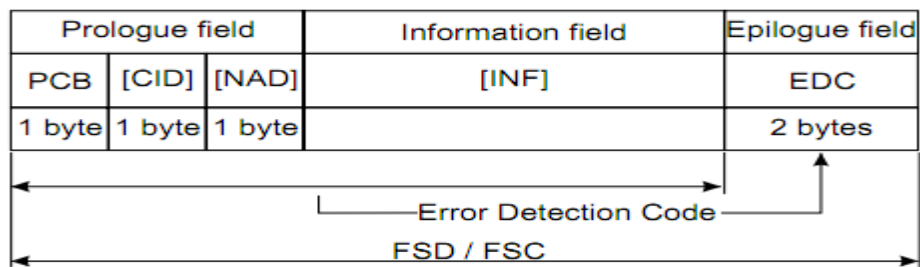 Prologue field Information field Epilogue field
PCB [CID] [NAD] [INF] EDC
1 byte 1 byte 1 byte 2 bytes
Error Detection Code
FSD / FSC